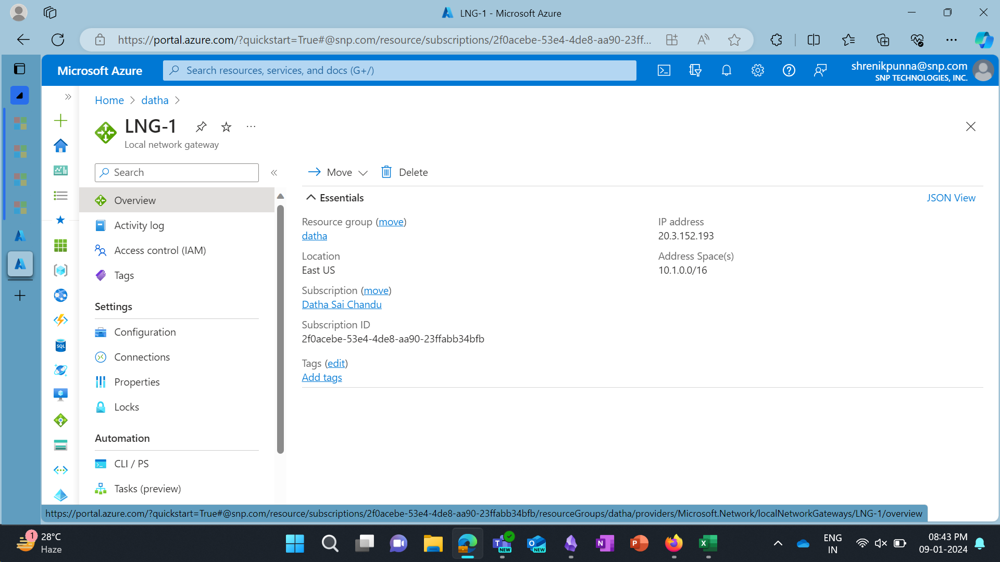 LNG-1 - Microsoft Azure
https://portal.azure.com/?quickstart=True#@snp.com/resource/subscriptions/2f0acebe-53e4-4de8-aa90-23ff...
Microsoft Azure
Search resources, services, and docs (G+/)
shrenikpunna@snp.com
SNP TECHNOLOGIES, INC.
Home > datha >
LNG-1
Local network gateway
Search
Move
Delete
Overview
Activity log
Access control (IAM)
Tags
Settings
Configuration
Connections
Properties
Locks
Automation
CLI / PS
Tasks (preview)
Essentials
JSON View
Resource group (move)
datha
Location
East US
Subscription (move)
Datha Sai Chandu
Subscription ID
2f0acebe-53e4-4de8-aa90-23ffabb34bfb
Tags (edit)
Add tags
IP address
20.3.152.193
Address Space(s)
10.1.0.0/16
SQL
https://portal.azure.com/?quickstart=True#@snp.com/resource/subscriptions/2f0acebe-53e4-4de8-aa90-23ffabb34bfb/resourceGroups/datha/providers/Microsoft.Network/localNetworkGateways/LNG-1/overview
1
28°C
Haze
NEW
NEW
ENG
IN
08:43 PM
09-01-2024